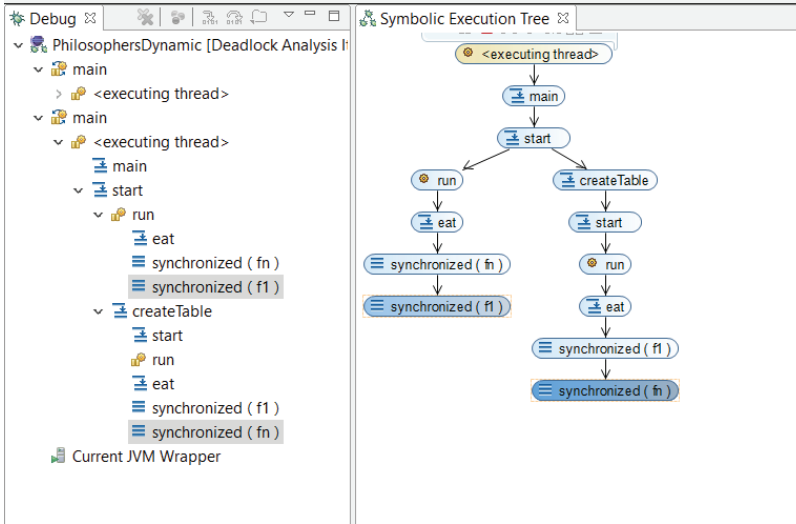 Debug
PhilosophersDynamic [Deadlock Analysis
main
<executing thread>
main
<executing thread>
main
start
run
eat
synchronized ( fn )
synchronized ( f1 )
createTable
start
run
eat
synchronized ( f1 )
synchronized ( fn )
Current JVM Wrapper
Symbolic Execution Tree
<executing thread>
main
start
run
createTable
eat
start
synchronized ( fn )
run
synchronized ( f1 )
eat
synchronized ( f1 )
synchronized ( fn )